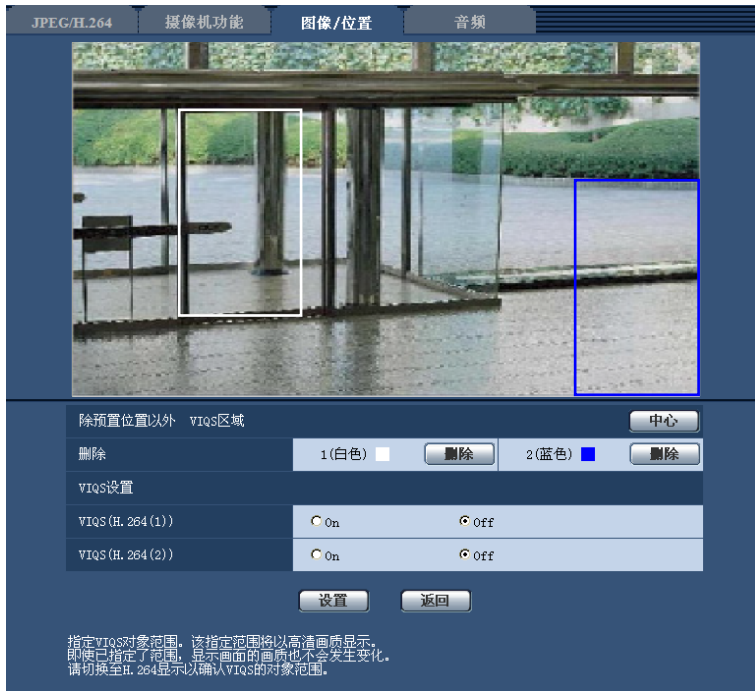 JPEG/H.264 摄像机功能 图像/位置 音频
除预置位置以外 VIQS区域 中心
删除 1(白色) 删除 2(蓝色) 删除
VIQS设置
VIQS(H.264(1)) On Off
VIQS(H.264(2)) On Off
设置 返回
指定VIQS对象范围。该指定范围将以高清画质显示。
即使已指定了范围，显示画面的画质也不会发生变化。
请切换至H.264显示以确认VIQS的对象范围。